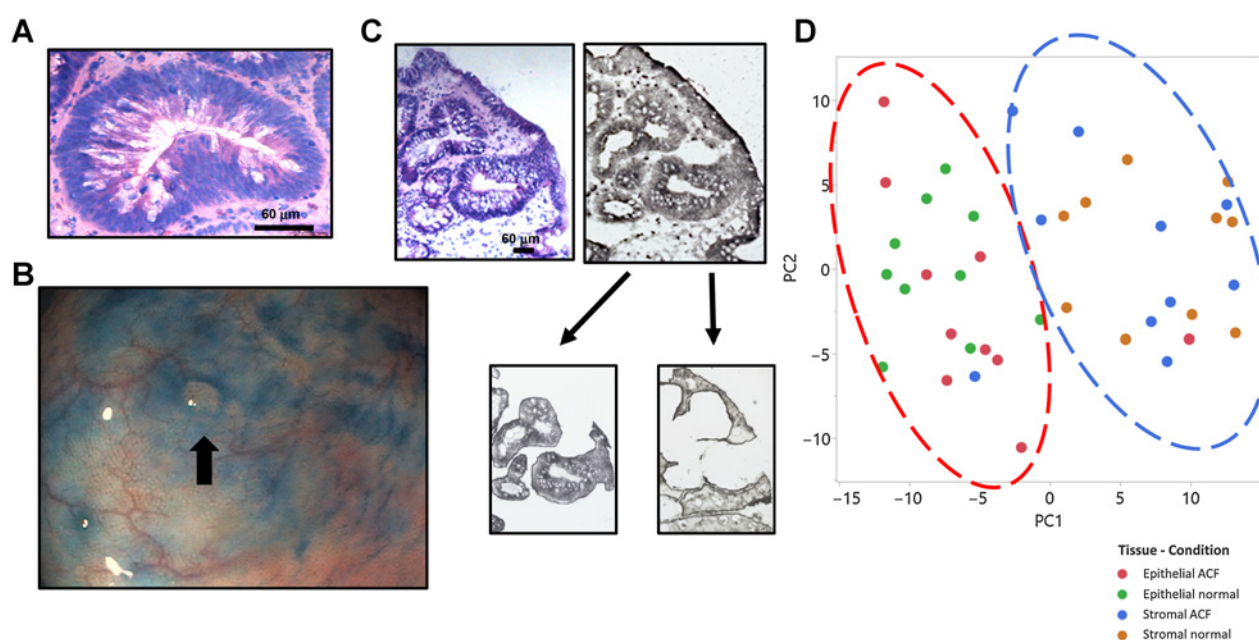 A
60 μm
B
C
60 μm
D
10
5
0
−5
−10
PC2
−15
−10
−5
0
5
10
PC1
Tissue - Condition
Epithelial ACF
Epithelial normal
Stromal ACF
Stromal normal